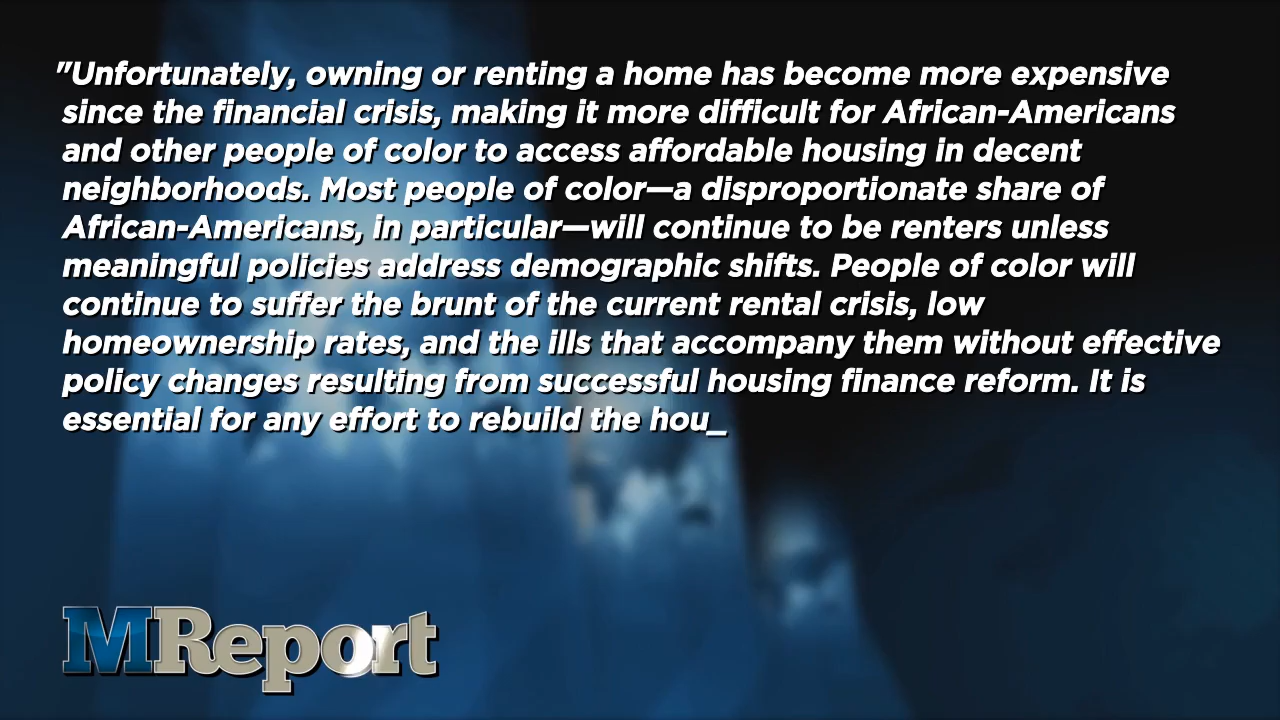 "Unfortunately, owning or renting a home has become more expensive
since the financial crisis, making it more difficult for African-Americans
and other people of color to access affordable housing in decent
neighborhoods. Most people of color—a disproportionate share of
African-Americans, in particular—will continue to be renters unless
meaningful policies address demographic shifts. People of color will
continue to suffer the brunt of the current rental crisis, low
homeownership rates, and the ills that accompany them without effective
policy changes resulting from successful housing finance reform. It is
essential for any effort to rebuild the hou_
MReport